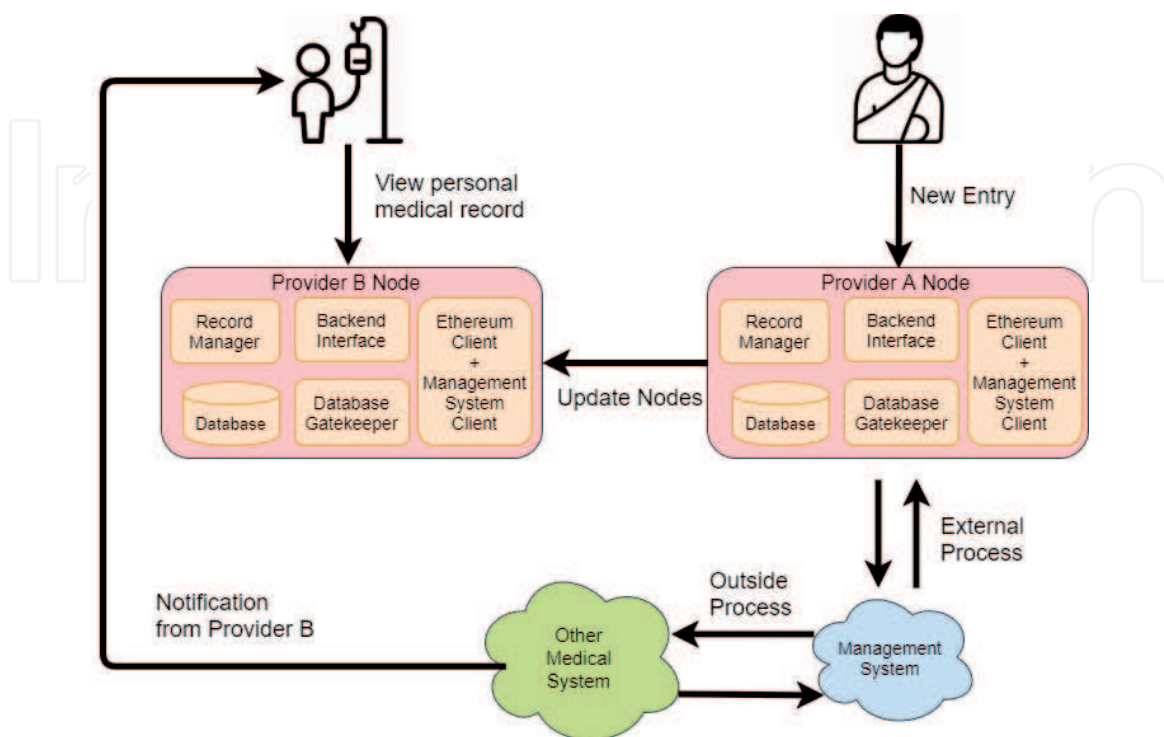 View personal
medical record
New Entry
Provider B Node
Record
Manager
Backend
Interface
Ethereum
Client
+
Management
System
Client
Database
Database
Gatekeeper
Update Nodes
Provider A Node
Record
Manager
Backend
Interface
Ethereum
Client
+
Management
System
Client
Database
Database
Gatekeeper
External
Process
Outside
Process
Notification
from Provider B
Other
Medical
System
Management
System